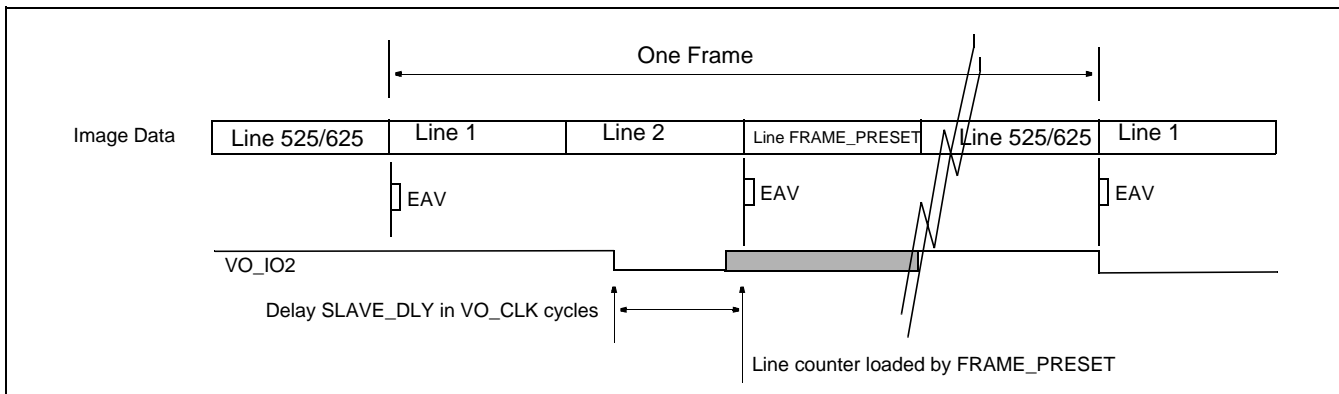 One Frame
Image Data
Line 525/625
Line 1
Line 2
Line FRAME_PRESET
Line 525/625
Line 1
EAV
EAV
EAV
VO_IO2
Delay SLAVE_DLY in VO_CLK cycles
Line counter loaded by FRAME_PRESET